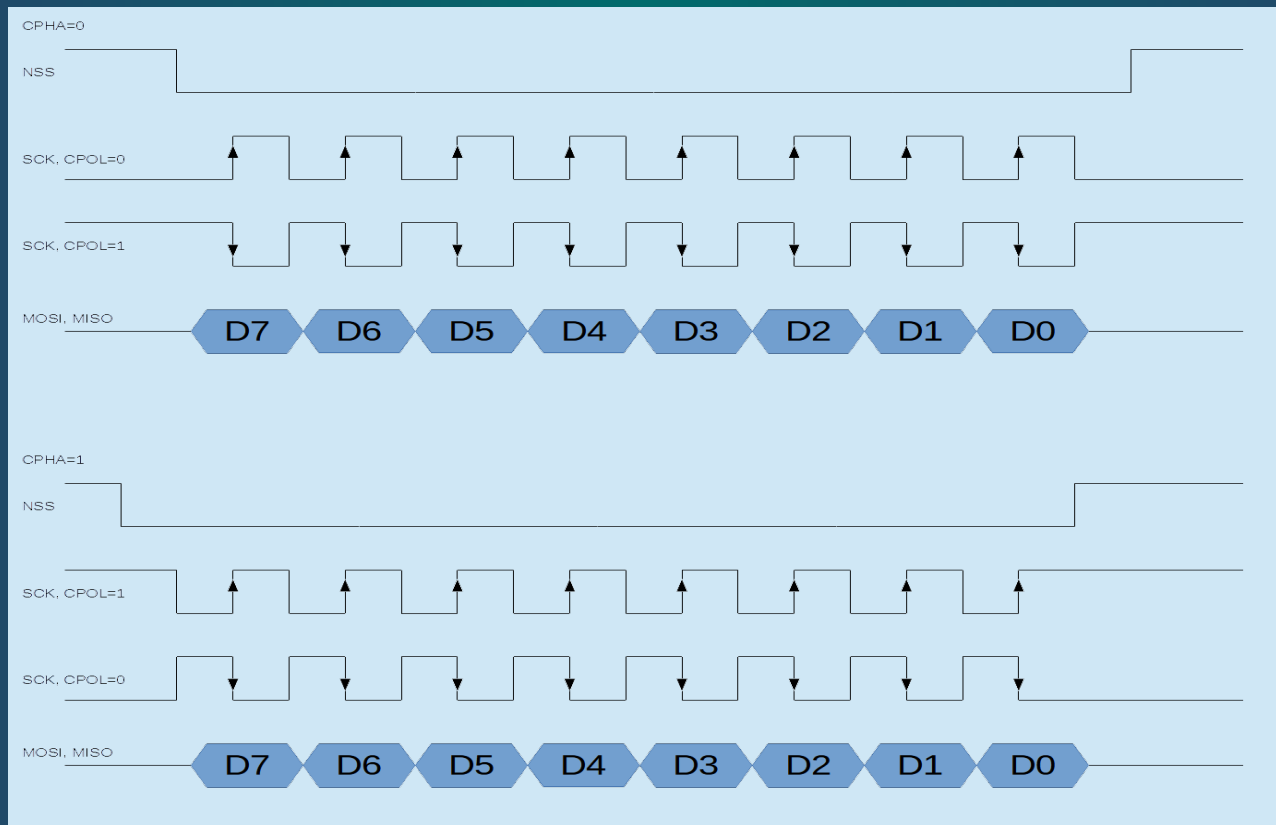 CPHA=0
NSS
SCK, CPOL=0
SCK, CPOL=1
MOSI, MISO
D7 D6 D5 D4 D3 D2 D1 D0
CPHA=1
NSS
SCK, CPOL=1
SCK, CPOL=0
MOSI, MISO
D7 D6 D5 D4 D3 D2 D1 D0